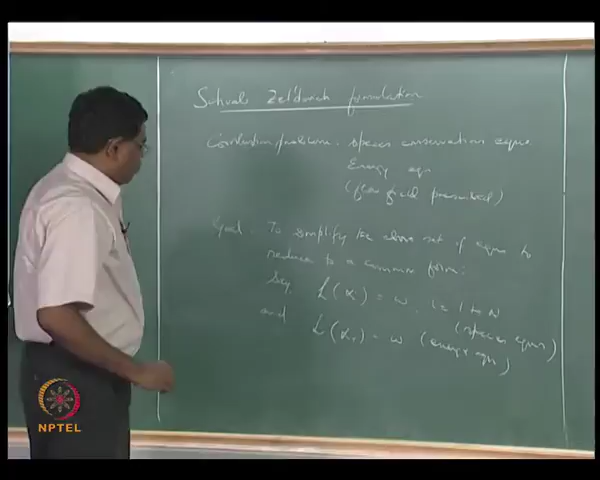 Schvab Zel'dovich formulation
Combustion problems: species conservation eqns.
Energy eqn
(flow field prescribed)
Goal: To simplify the above set of eqns to
reduce to a common form:
Say, L(αi) = ω, i = 1 to N
(species eqns)
and L(αT) = ω (energy eqn)
NPTEL